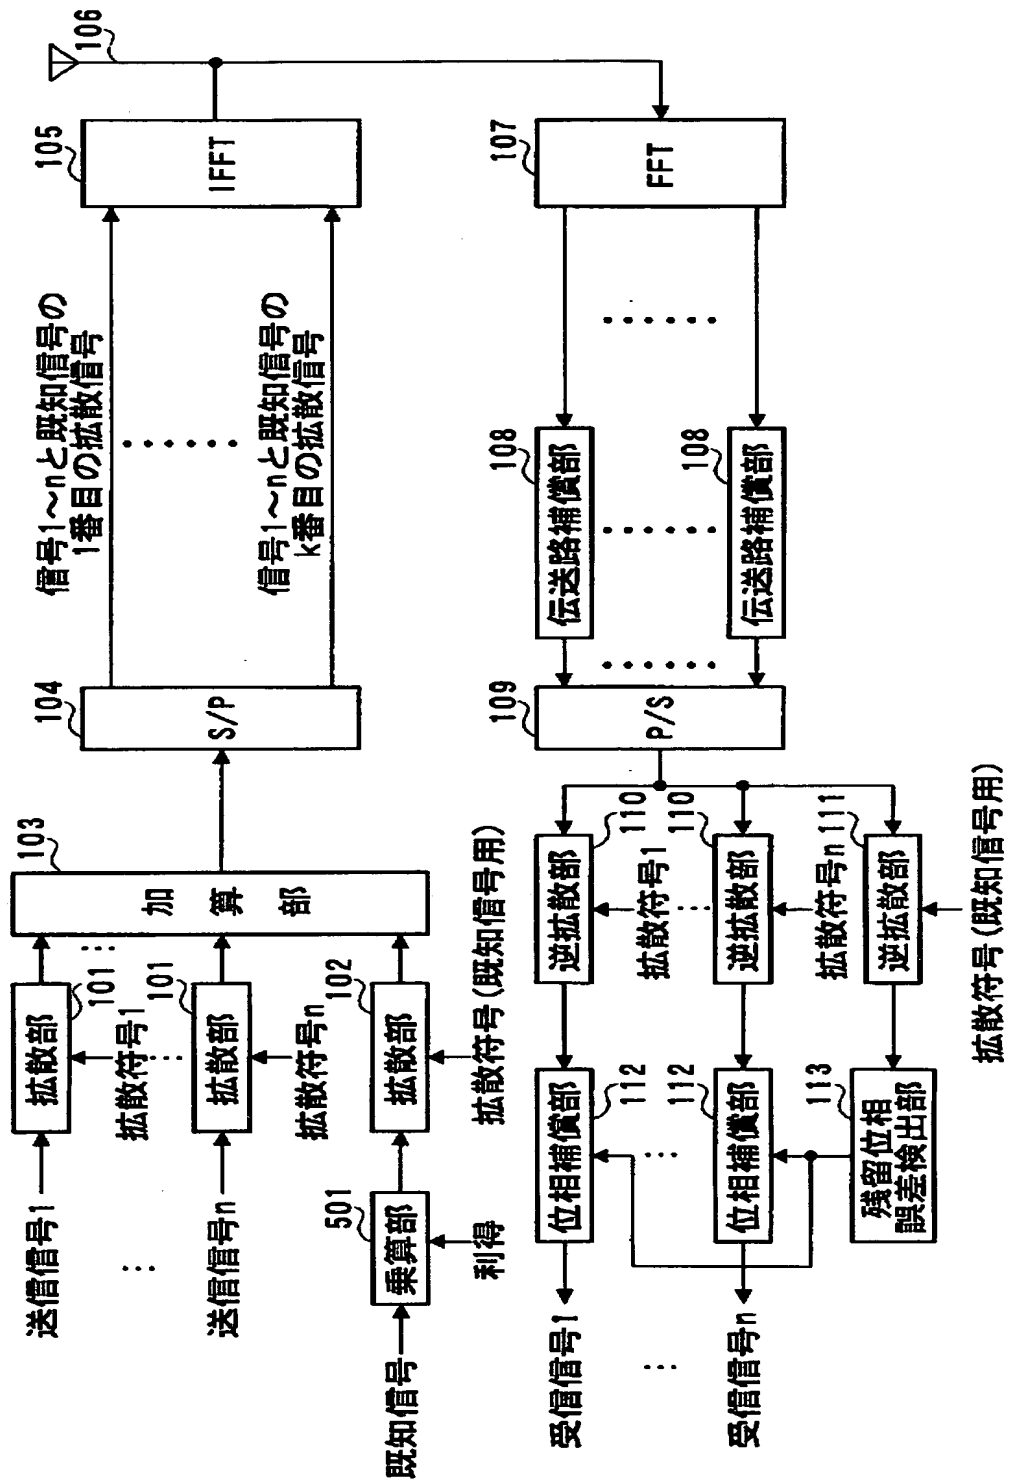 送信信号1
拡散部
101
拡散符号1
送信信号n
拡散部
101
拡散符号n
既知信号
乗算部
501
利得
拡散部
102
拡散符号(既知信号用)
加算部
103
S/P
104
信号1〜nと既知信号の
1番目の拡散信号
信号1〜nと既知信号の
k番目の拡散信号
IFFT
105
106
FFT
107
伝送路補償部
108
伝送路補償部
108
P/S
109
逆拡散部
110
拡散符号1
逆拡散部
110
拡散符号n
逆拡散部
111
拡散符号(既知信号用)
位相補償部
112
位相補償部
112
残留位相
誤差検出部
113
受信信号1
受信信号n